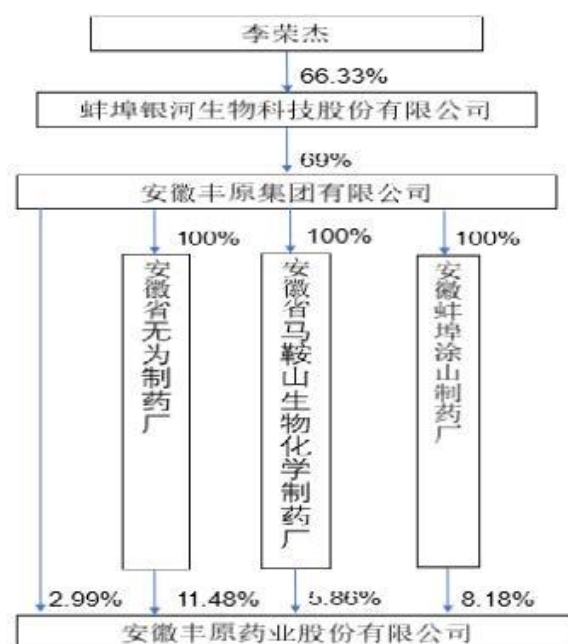 李荣杰
66.33%
蚌埠银河生物科技股份有限公司
69%
安徽丰原集团有限公司
100%
100%
100%
安徽省无为制药厂
安徽省马鞍山生物化学制药厂
安徽蚌埠涂山制药厂
2.99%
11.48%
5.86%
8.18%
安徽丰原药业股份有限公司